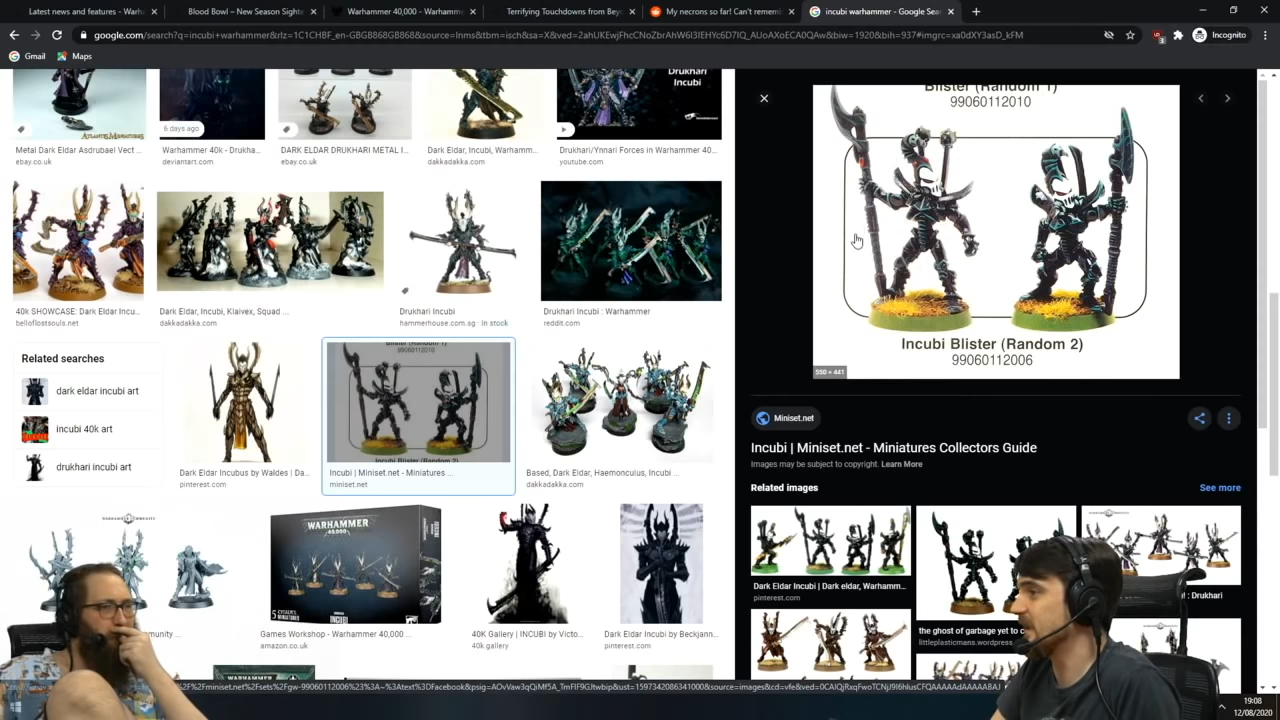 Latest news and features - Warh
Blood Bowl – New Season Sighte
Warhammer 40,000 - Warhamme
Terrifying Touchdowns from Beyo
My necrons so far! Can't rememb
incubi warhammer - Google Sear
google.com/search?q=incubi+warhammer&rlz=1C1CHBF_en-GBGB868GB868&source=lnms&tbm=isch&sa=X&ved=2ahUKEwjFhcCNoZbrAhW6I3IEHYc6D7IQ_AUoAXoECA0QAw&biw=1920&bih=937#imgrc=xa0dXY3asD_kFM
Incognito
Gmail
Maps
6 days ago
Drukhari
Incubi
Metal Dark Eldar Asdrubael Vect ...
ebay.co.uk
Warhammer 40k - Drukha...
deviantart.com
DARK ELDAR DRUKHARI METAL I...
ebay.co.uk
Dark Eldar, Incubi, Warhamm...
dakkadakka.com
Drukhari/Ynnari Forces in Warhammer 40...
youtube.com
40k SHOWCASE: Dark Eldar Incu...
belloflostsouls.net
Dark Eldar, Incubi, Klaivex, Squad ...
dakkadakka.com
Drukhari Incubi
hammerhouse.com.sg · In stock
Drukhari Incubi : Warhammer
reddit.com
Related searches
dark eldar incubi art
incubi 40k art
drukhari incubi art
Dark Eldar Incubus by Waldes | Da...
pinterest.com
99060112010
Incubi Blister (Random 2)
Incubi | Miniset.net - Miniatures ...
miniset.net
Based, Dark Eldar, Haemonculus, Incubi ...
dakkadakka.com
WARHAMMER
40,000
INCUBI
munity ...
Games Workshop - Warhammer 40,000 ...
amazon.co.uk
40K Gallery | INCUBI by Victo...
40k.gallery
Dark Eldar Incubi by Beckjann...
pinterest.com
Blister (Random 1)
99060112010
Incubi Blister (Random 2)
99060112006
550 × 441
Miniset.net
Incubi | Miniset.net - Miniatures Collectors Guide
Images may be subject to copyright. Learn More
Related images
See more
Dark Eldar Incubi | Dark eldar, Warhamm...
pinterest.com
the ghost of garbage yet to c
littleplasticmans.wordpress.
: Drukhari
19:08
12/08/2020